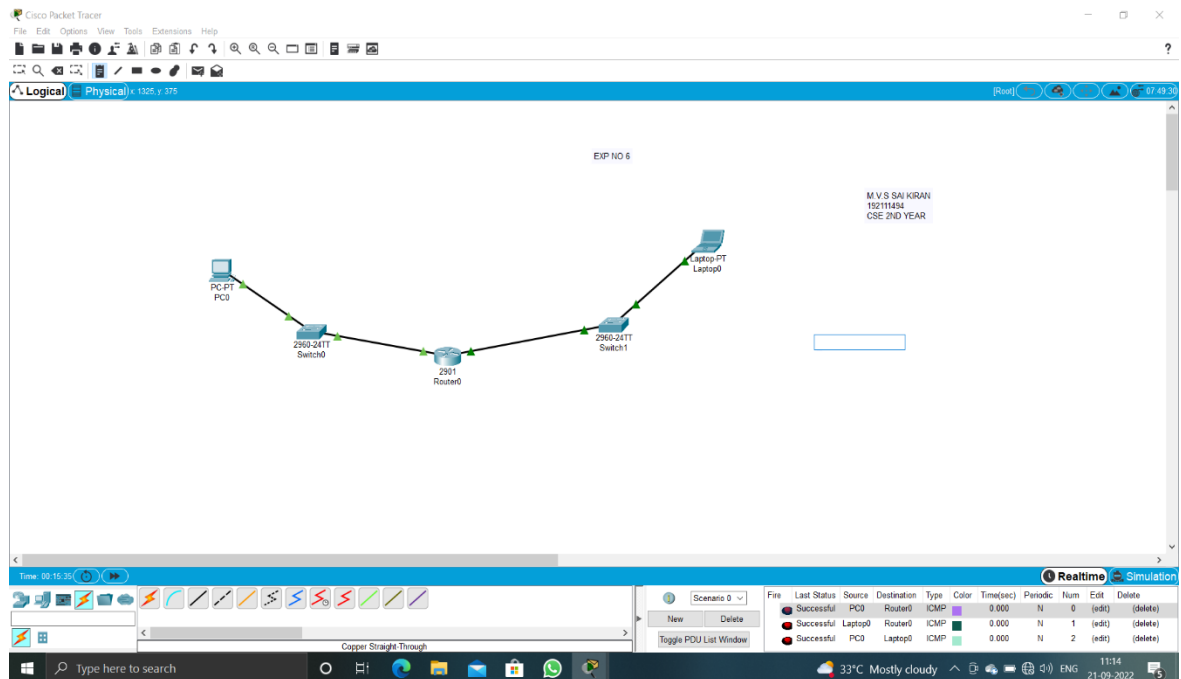 Cisco Packet Tracer
File Edit Options View Tools Extensions Help
?
Logical Physical x: 1325, y: 375 [Root] 07:49:30
EXP NO 6
M.V.S SAI KIRAN
192111494
CSE 2ND YEAR
Laptop-PT
Laptop0
PC-PT
PC0
2960-24TT
Switch0
2960-24TT
Switch1
2901
Router0
Time: 00:15:35 Realtime Simulation
Scenario 0
New Delete
Toggle PDU List Window
Fire Last Status Source Destination Type Color Time(sec) Periodic Num Edit Delete
Successful PC0 Router0 ICMP 0.000 N 0 (edit) (delete)
Successful Laptop0 Router0 ICMP 0.000 N 1 (edit) (delete)
Successful PC0 Laptop0 ICMP 0.000 N 2 (edit) (delete)
Copper Straight-Through
Type here to search 33°C Mostly cloudy ENG 11:14
21-09-2022
5